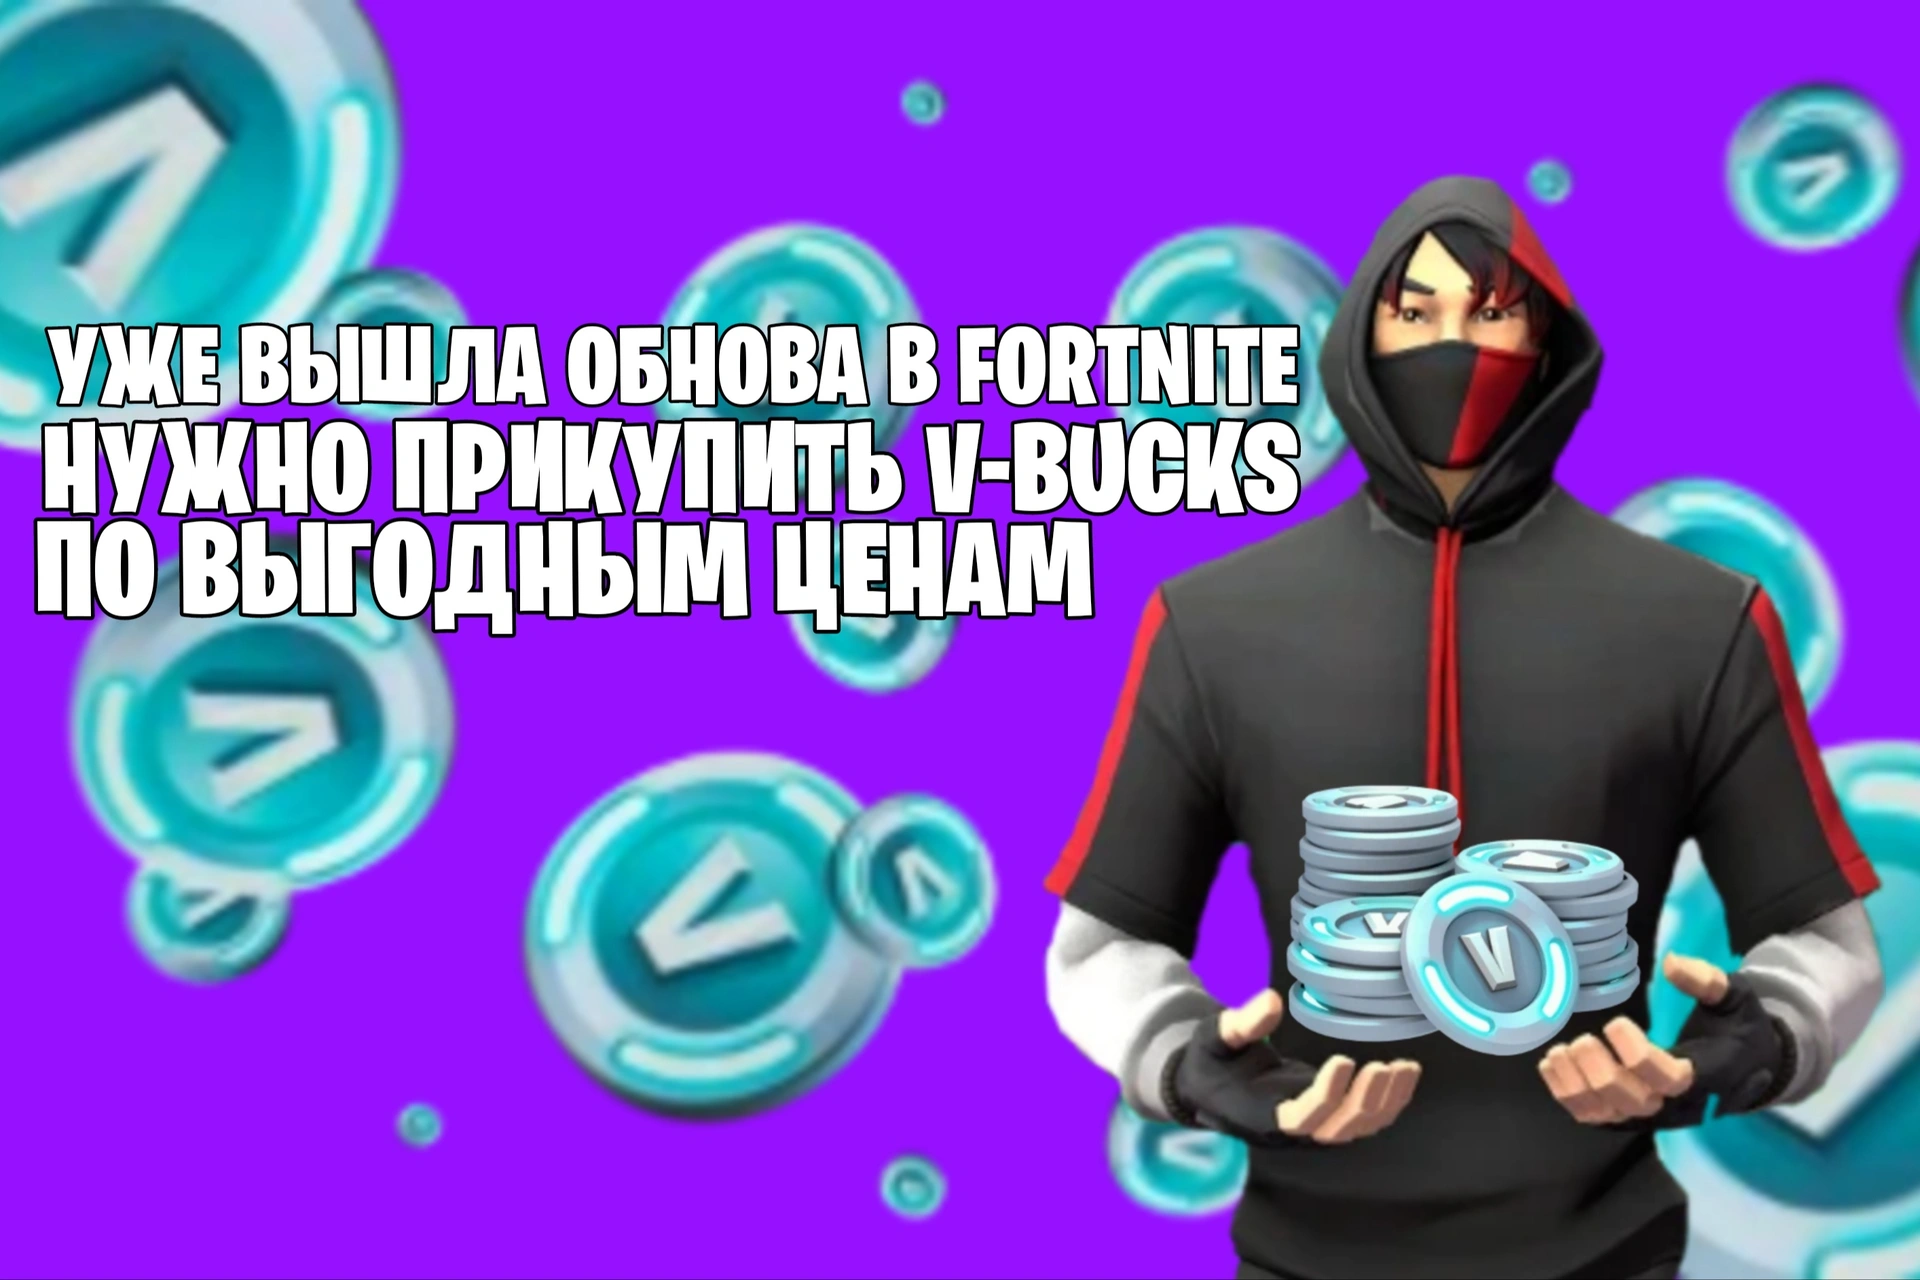 УЖЕ ВЫШЛА ОБНОВА В FORTNITE
НУЖНО ПРИКУПИТЬ V-BUCKS
ПО ВЫГОДНЫМ ЦЕНАМ